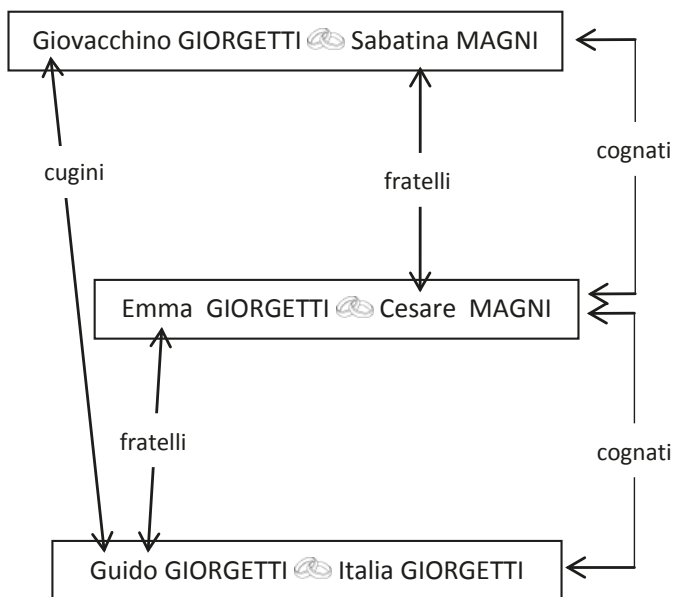 Giovacchino GIORGETTI Sabatina MAGNI
cognati
cugini
fratelli
Emma GIORGETTI Cesare MAGNI
fratelli
cognati
Guido GIORGETTI Italia GIORGETTI